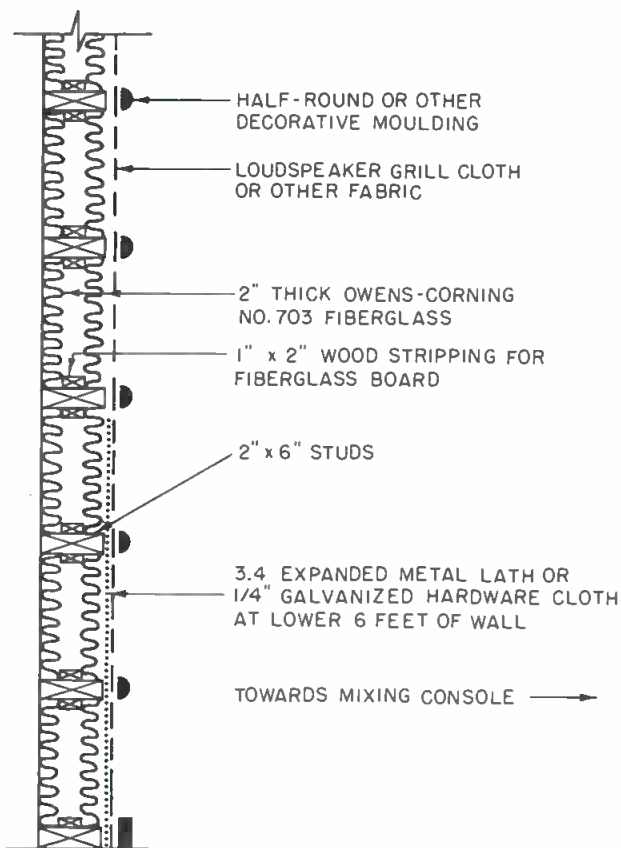 HALF-ROUND OR OTHER
DECORATIVE MOULDING
LOUDSPEAKER GRILL CLOTH
OR OTHER FABRIC
2" THICK OWENS-CORNING
NO. 703 FIBERGLASS
1" x 2" WOOD STRIPPING FOR
FIBERGLASS BOARD
2" x 6" STUDS
3.4 EXPANDED METAL LATH OR
1/4" GALVANIZED HARDWARE CLOTH
AT LOWER 6 FEET OF WALL
TOWARDS MIXING CONSOLE